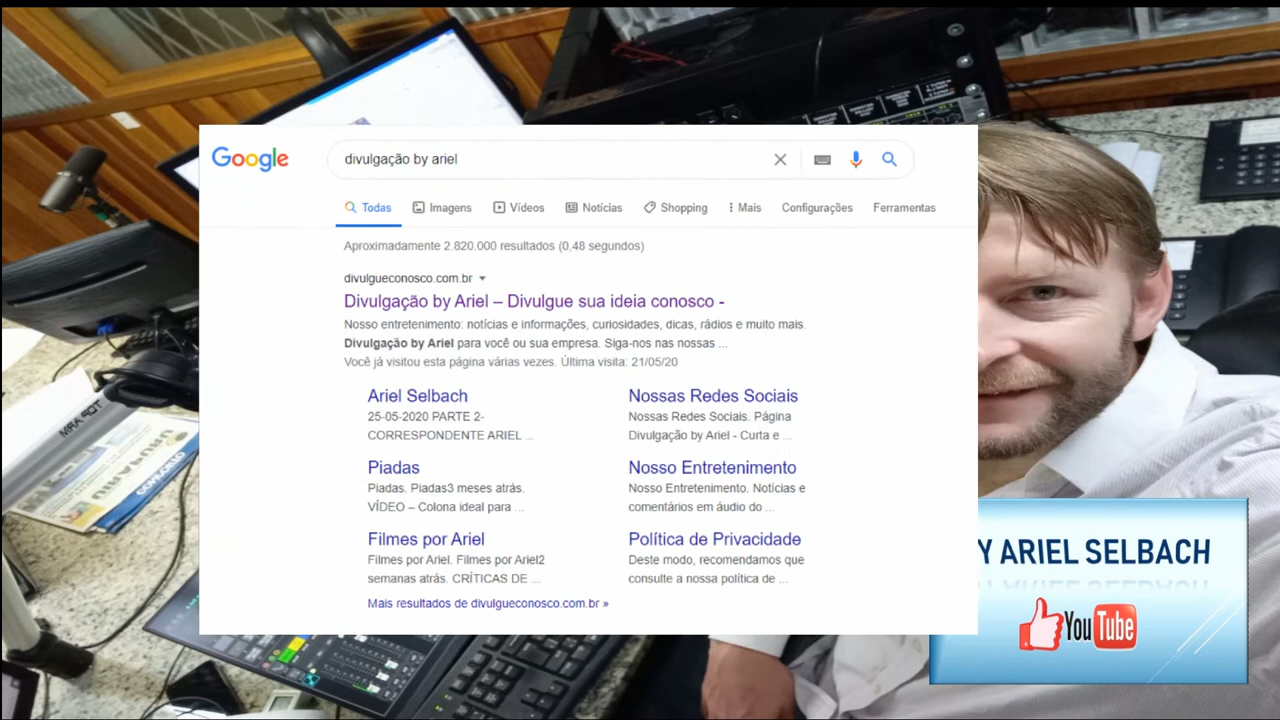 Google
divulgação by ariel
Todas Imagens Vídeos Notícias Shopping Mais Configurações Ferramentas
Aproximadamente 2.820.000 resultados (0,48 segundos)
divulgueconosco.com.br
Divulgação by Ariel – Divulgue sua ideia conosco -
Nosso entretenimento: notícias e informações, curiosidades, dicas, rádios e muito mais.
Divulgação by Ariel para você ou sua empresa. Siga-nos nas nossas ...
Você já visitou esta página várias vezes. Última visita: 21/05/20
Ariel Selbach
25-05-2020 PARTE 2-
CORRESPONDENTE ARIEL ...
Nossas Redes Sociais
Nossas Redes Sociais. Página
Divulgação by Ariel - Curta e ...
Piadas
Piadas. Piadas3 meses atrás.
VÍDEO – Colona ideal para ...
Nosso Entretenimento
Nosso Entretenimento. Notícias e
comentários em áudio do ...
Filmes por Ariel
Filmes por Ariel. Filmes por Ariel2
semanas atrás. CRÍTICAS DE ...
Política de Privacidade
Deste modo, recomendamos que
consulte a nossa política de ...
Mais resultados de divulgueconosco.com.br »
Y ARIEL SELBACH
YouTube